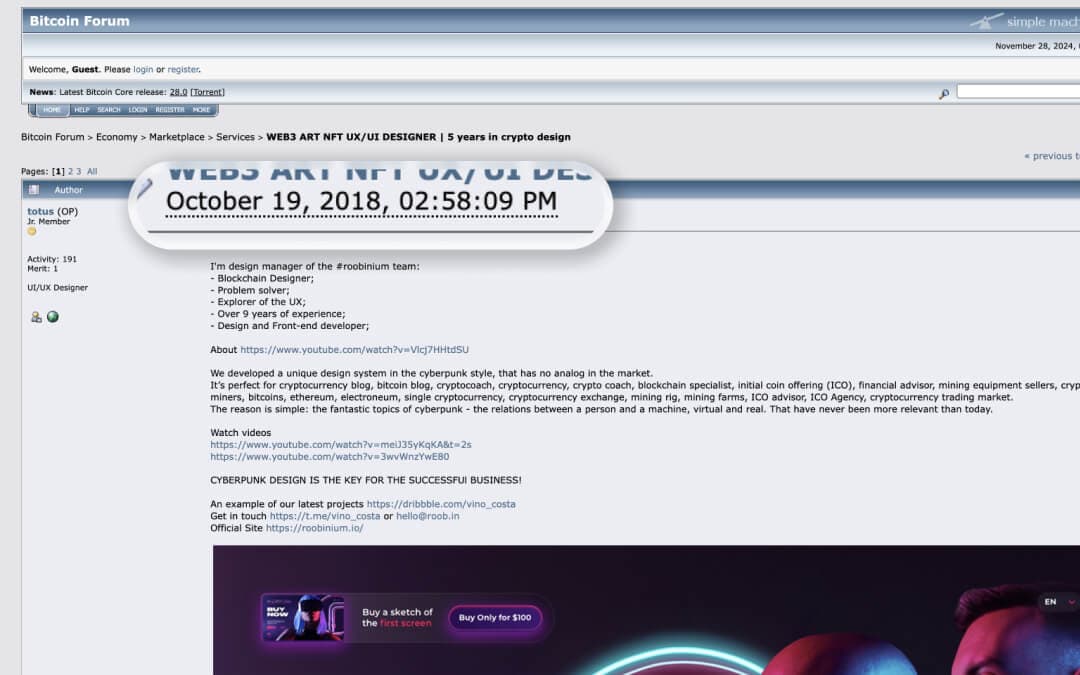 Bitcoin Forum
simple mach
November 28, 2024,
Welcome, Guest. Please login or register.
News: Latest Bitcoin Core release: 28.0 [Torrent]
HOME HELP SEARCH LOGIN REGISTER MORE
Bitcoin Forum > Economy > Marketplace > Services > WEB3 ART NFT UX/UI DESIGNER | 5 years in crypto design
« previous t
Pages: [1] 2 3 All
Author
WEB3 ART NFT UX/UI DES
October 19, 2018, 02:58:09 PM
totus (OP)
Jr. Member
Activity: 191
Merit: 1
UI/UX Designer
I'm design manager of the #roobinium team:
- Blockchain Designer;
- Problem solver;
- Explorer of the UX;
- Over 9 years of experience;
- Design and Front-end developer;
About https://www.youtube.com/watch?v=Vlcj7HHtdSU
We developed a unique design system in the cyberpunk style, that has no analog in the market.
It's perfect for cryptocurrency blog, bitcoin blog, cryptocoach, cryptocurrency, crypto coach, blockchain specialist, initial coin offering (ICO), financial advisor, mining equipment sellers, cryp
miners, bitcoins, ethereum, electroneum, single cryptocurrency, cryptocurrency exchange, mining rig, mining farms, ICO advisor, ICO Agency, cryptocurrency trading market.
The reason is simple: the fantastic topics of cyberpunk - the relations between a person and a machine, virtual and real. That have never been more relevant than today.
Watch videos
https://www.youtube.com/watch?v=meiJ35yKqKA&t=2s
https://www.youtube.com/watch?v=3wvWnzYwE80
CYBERPUNK DESIGN IS THE KEY FOR THE SUCCESSFUl BUSINESS!
An example of our latest projects https://dribbble.com/vino_costa
Get in touch https://t.me/vino_costa or hello@roob.in
Official Site https://roobinium.io/
BUY
NOW
Buy a sketch of
the first screen
Buy Only for $100
EN